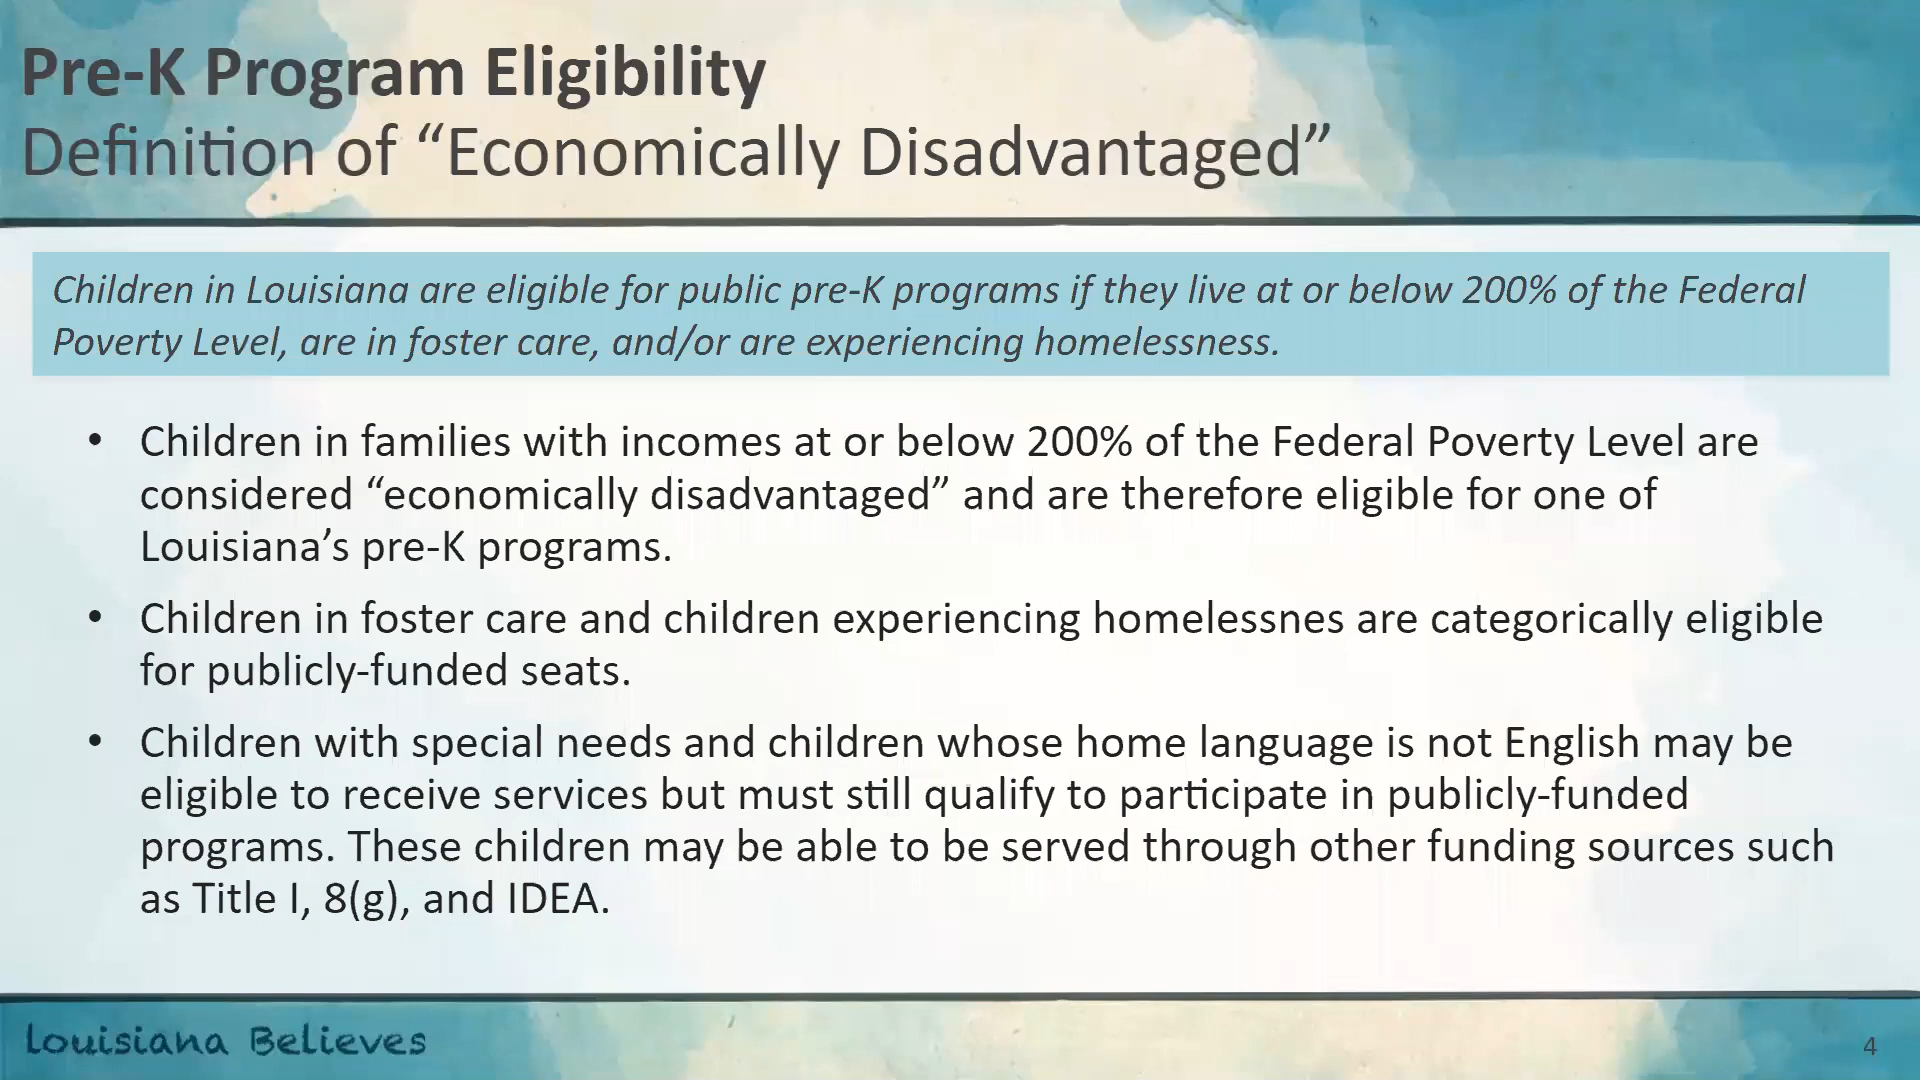 Pre-K Program Eligibility
Definition of “Economically Disadvantaged”
Children in Louisiana are eligible for public pre-K programs if they live at or below 200% of the Federal
Poverty Level, are in foster care, and/or are experiencing homelessness.
• Children in families with incomes at or below 200% of the Federal Poverty Level are
considered “economically disadvantaged” and are therefore eligible for one of
Louisiana’s pre-K programs.
• Children in foster care and children experiencing homelessnes are categorically eligible
for publicly-funded seats.
• Children with special needs and children whose home language is not English may be
eligible to receive services but must still qualify to participate in publicly-funded
programs. These children may be able to be served through other funding sources such
as Title I, 8(g), and IDEA.
Louisiana Believes
4